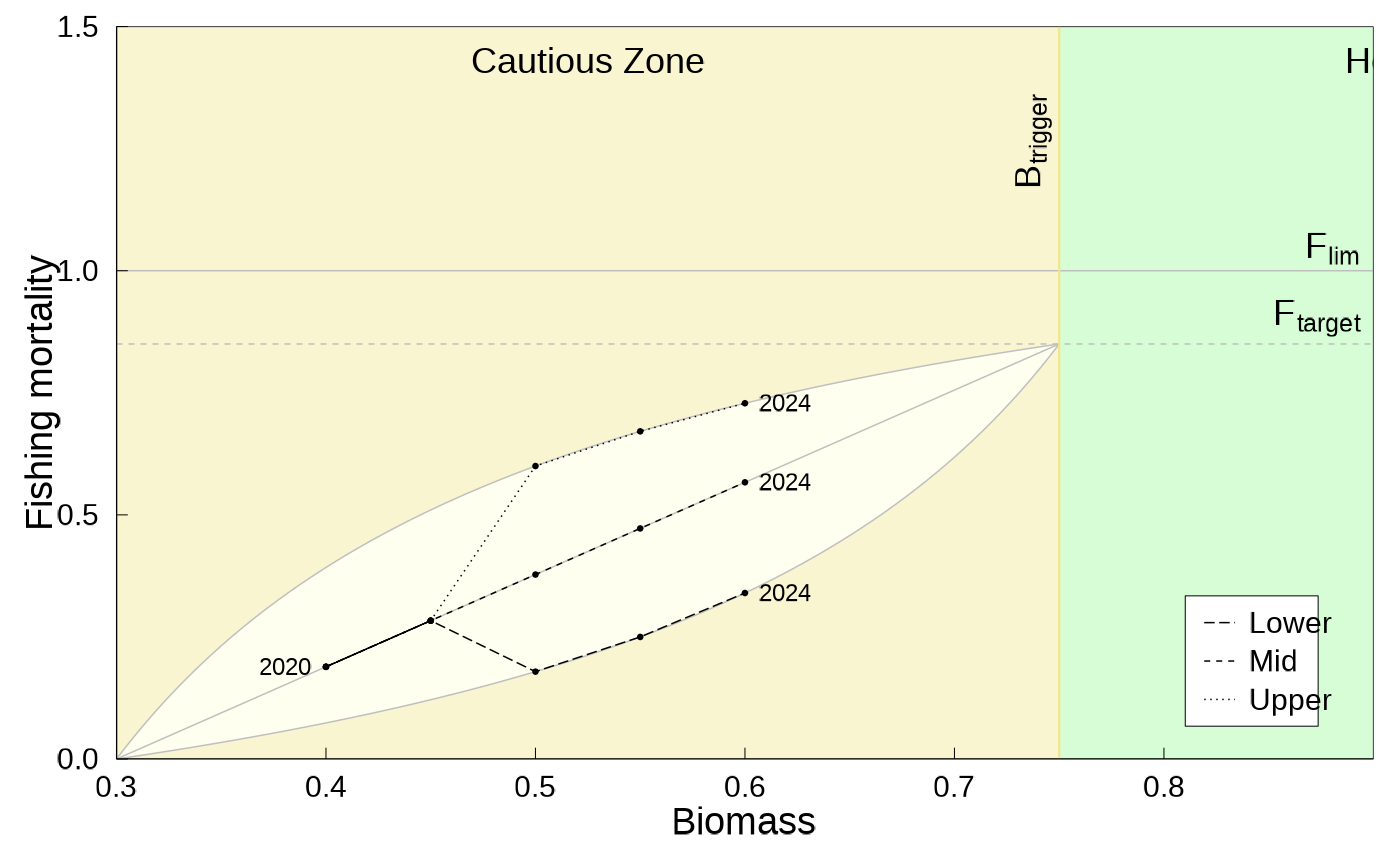 1.5
Cautious Zone
B trigger
1.0
F lim
F target
Fishing mortality
0.5
2024
2024
2024
2020
Lower
Mid
Upper
0.0
0.3 0.4 0.5 0.6 0.7 0.8
Biomass